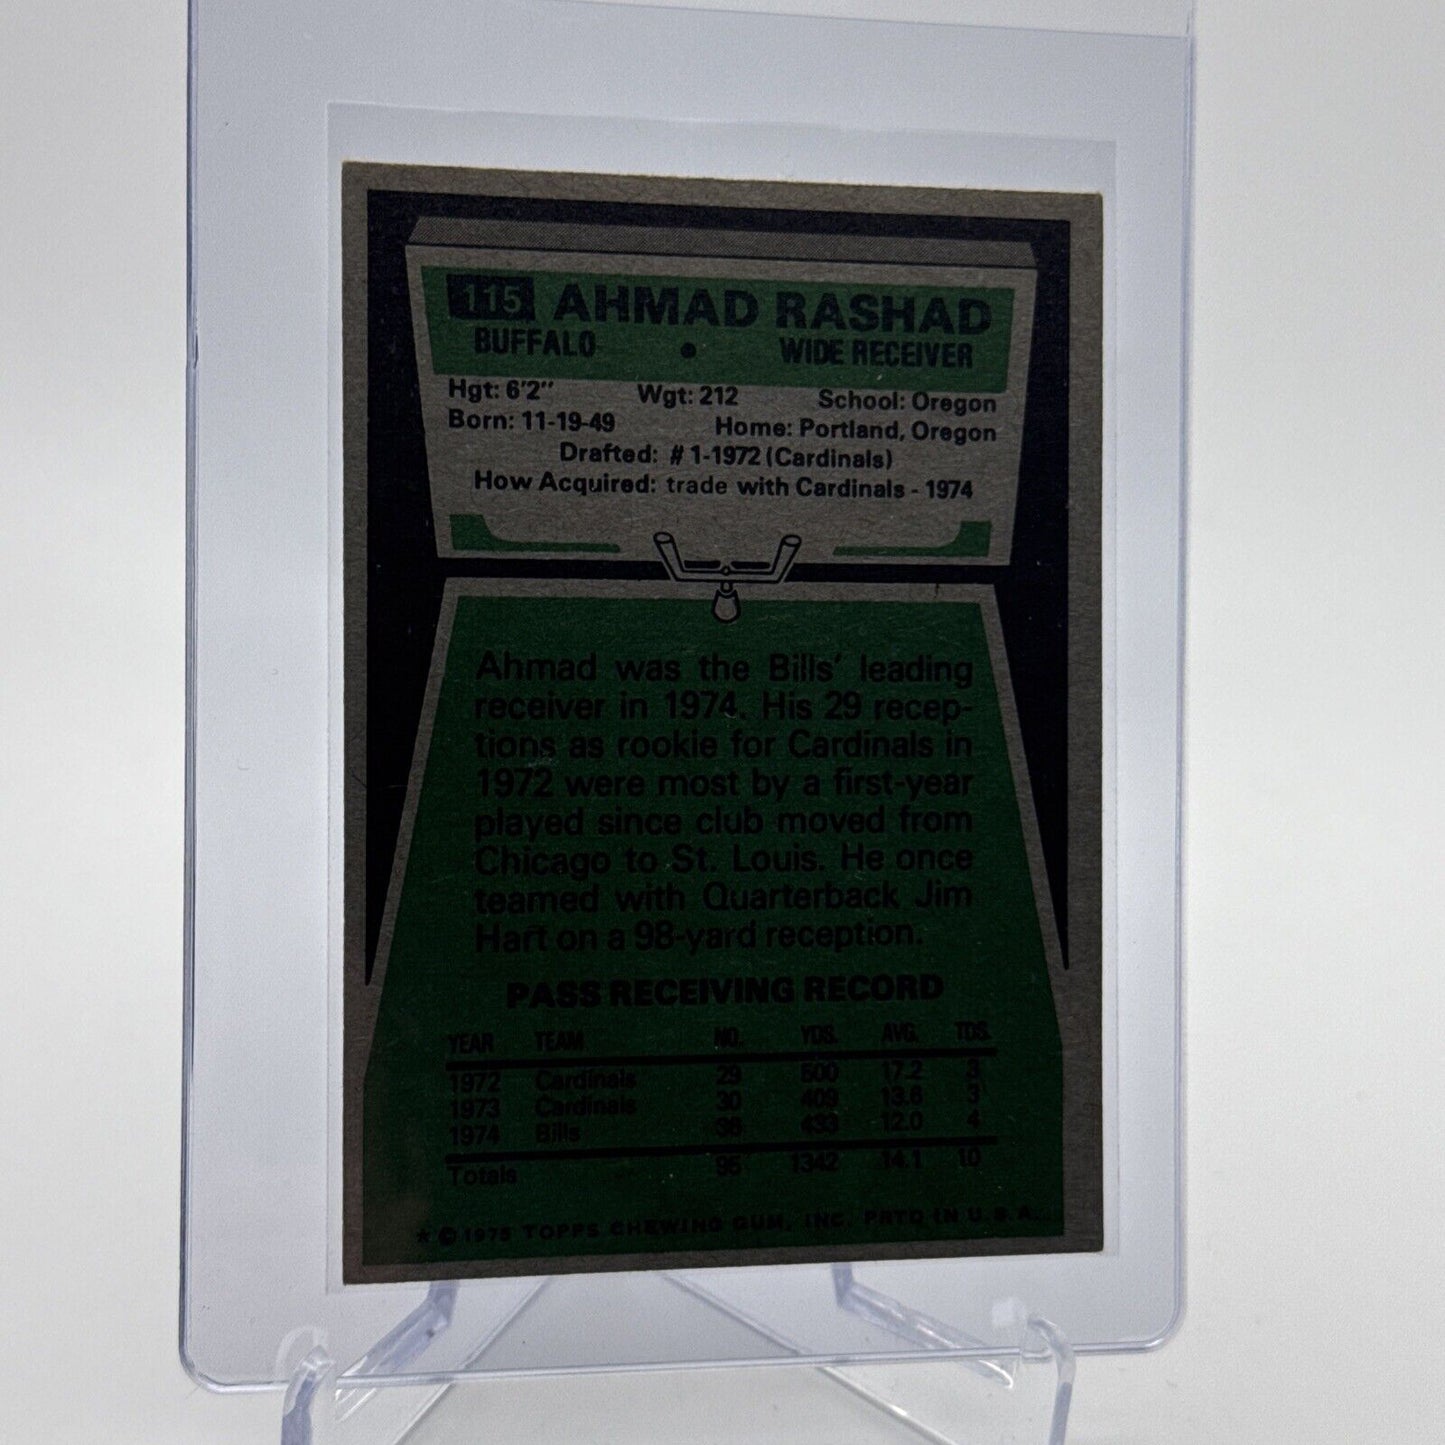 115 AHMAD RASHAD
BUFFALO • WIDE RECEIVER
Hgt: 6'2" Wgt: 212 School: Oregon
Born: 11-19-49 Home: Portland, Oregon
Drafted: #1-1972 (Cardinals)
How Acquired: trade with Cardinals - 1974
Ahmad was the Bills' leading
receiver in 1974. His 29 recep-
tions as rookie for Cardinals in
1972 were most by a first-year
played since club moved from
Chicago to St. Louis. He once
teamed with Quarterback Jim
Hart on a 98-yard reception.
PASS RECEIVING RECORD
YEAR TEAM NO. YDS. AVG. TDS.
1972 Cardinals 29 500 17.2 3
1973 Cardinals 30 409 13.6 3
1974 Bills 36 433 12.0 4
Totals 95 1342 14.1 10
* © 1975 TOPPS CHEWING GUM, INC. PRTD IN U.S.A.